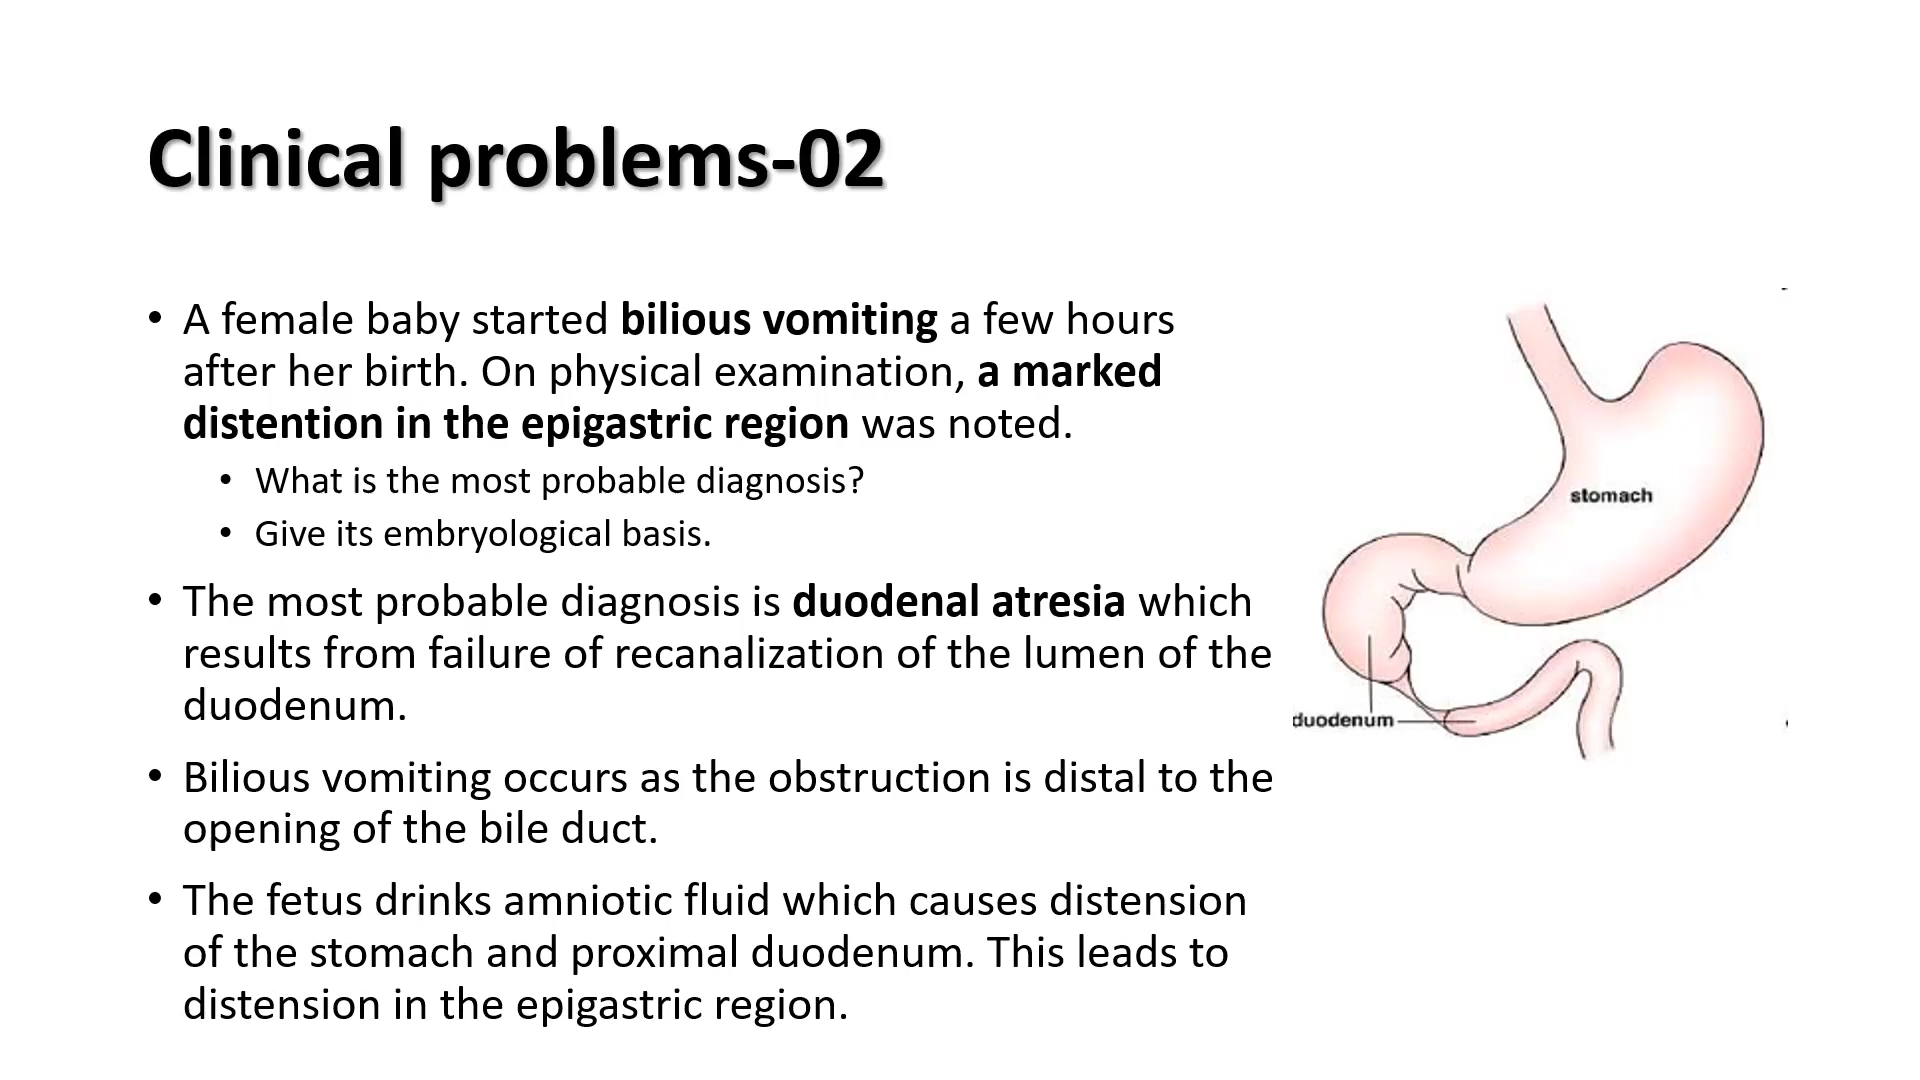 Clinical problems-02
• A female baby started bilious vomiting a few hours
after her birth. On physical examination, a marked
distention in the epigastric region was noted.
• What is the most probable diagnosis?
• Give its embryological basis.
• The most probable diagnosis is duodenal atresia which
results from failure of recanalization of the lumen of the
duodenum.
• Bilious vomiting occurs as the obstruction is distal to the
opening of the bile duct.
• The fetus drinks amniotic fluid which causes distension
of the stomach and proximal duodenum. This leads to
distension in the epigastric region.
stomach
duodenum